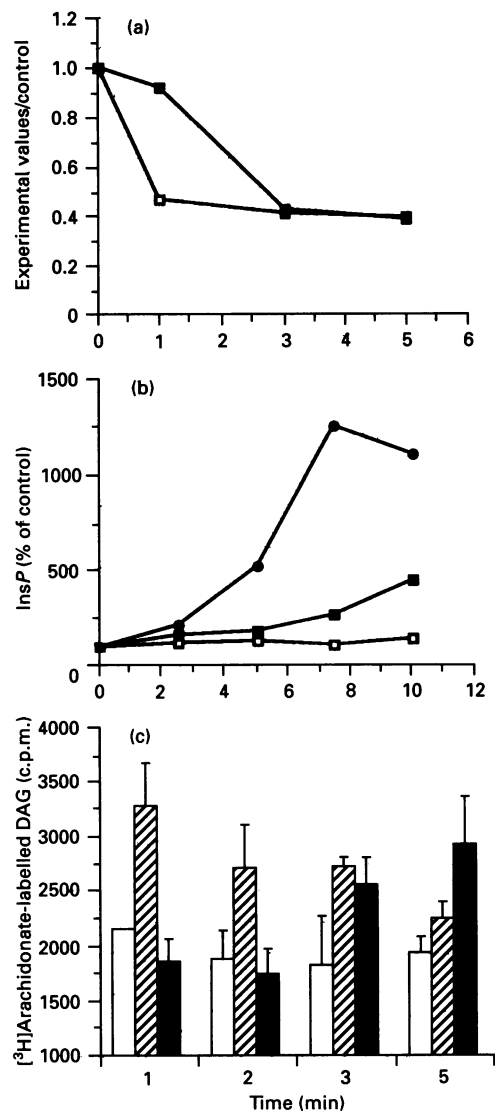 (a)
Experimental values/control
1.2
1.0
0.8
0.6
0.4
0.2
0
0 1 2 3 4 5 6
(b)
InsP (% of control)
1500
1000
500
0
0 2 4 6 8 10 12
(c)
[³H]Arachidonate-labelled DAG (c.p.m.)
4000
3500
3000
2500
2000
1500
1000
1 2 3 5
Time (min)